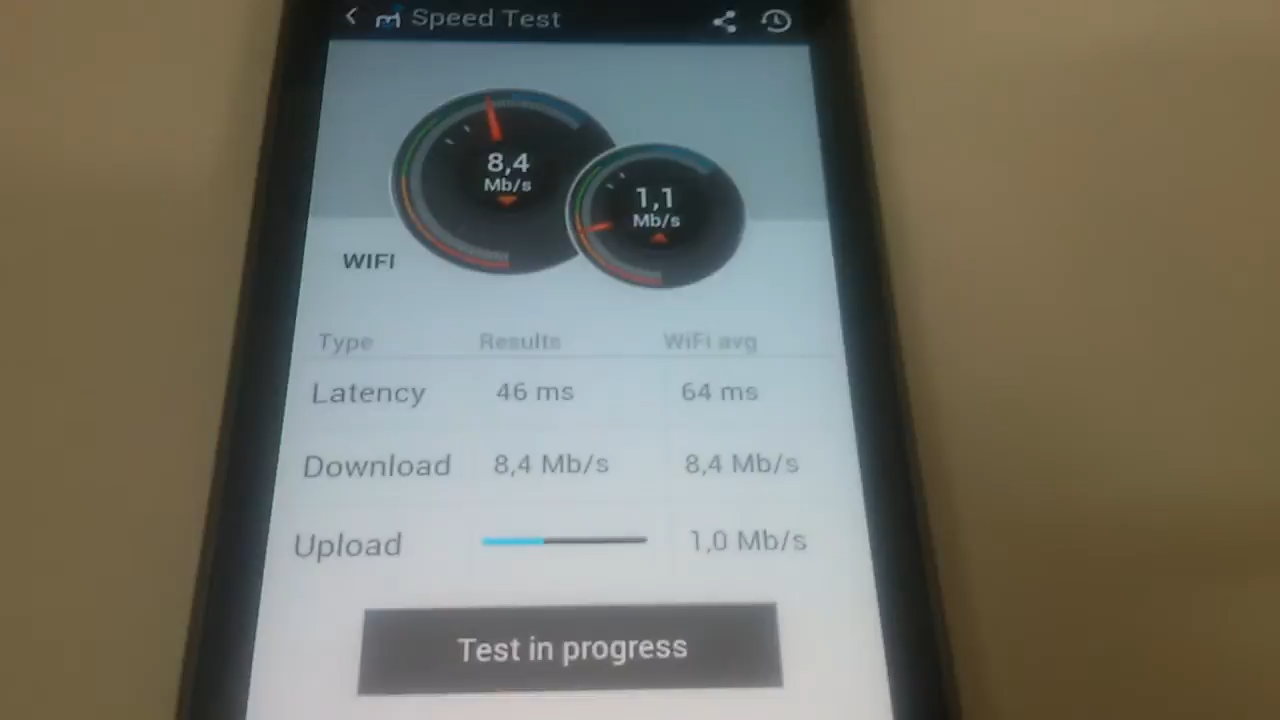 Speed Test
8,4
Mb/s
1,1
Mb/s
WIFI
Type Results WiFi avg
Latency 46 ms 64 ms
Download 8,4 Mb/s 8,4 Mb/s
Upload 1,0 Mb/s
Test in progress